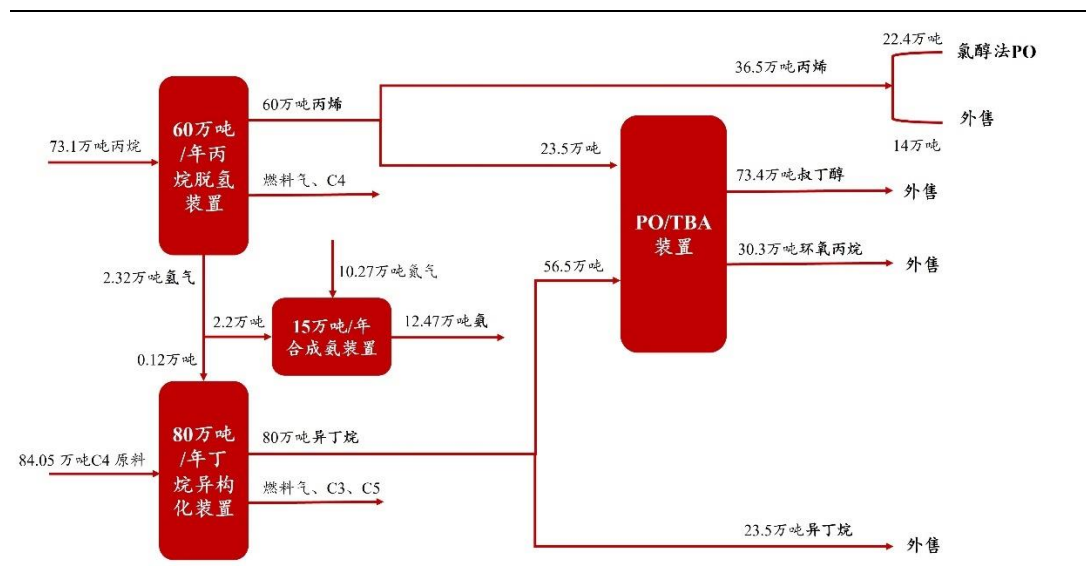 22.4万吨
氯醇法PO
36.5万吨丙烯
60万吨丙烯
外售
14万吨
60万吨
/年丙
烷脱氢
装置
73.1万吨丙烷
23.5万吨
燃料气、C4
73.4万吨叔丁醇
外售
PO/TBA
装置
30.3万吨环氧丙烷
外售
2.32万吨氢气
10.27万吨氮气
56.5万吨
2.2万吨
15万吨/年
合成氨装置
12.47万吨氨
0.12万吨
80万吨
/年丁
烷异构
化装置
80万吨异丁烷
84.05 万吨C4 原料
燃料气、C3、C5
23.5万吨异丁烷
外售